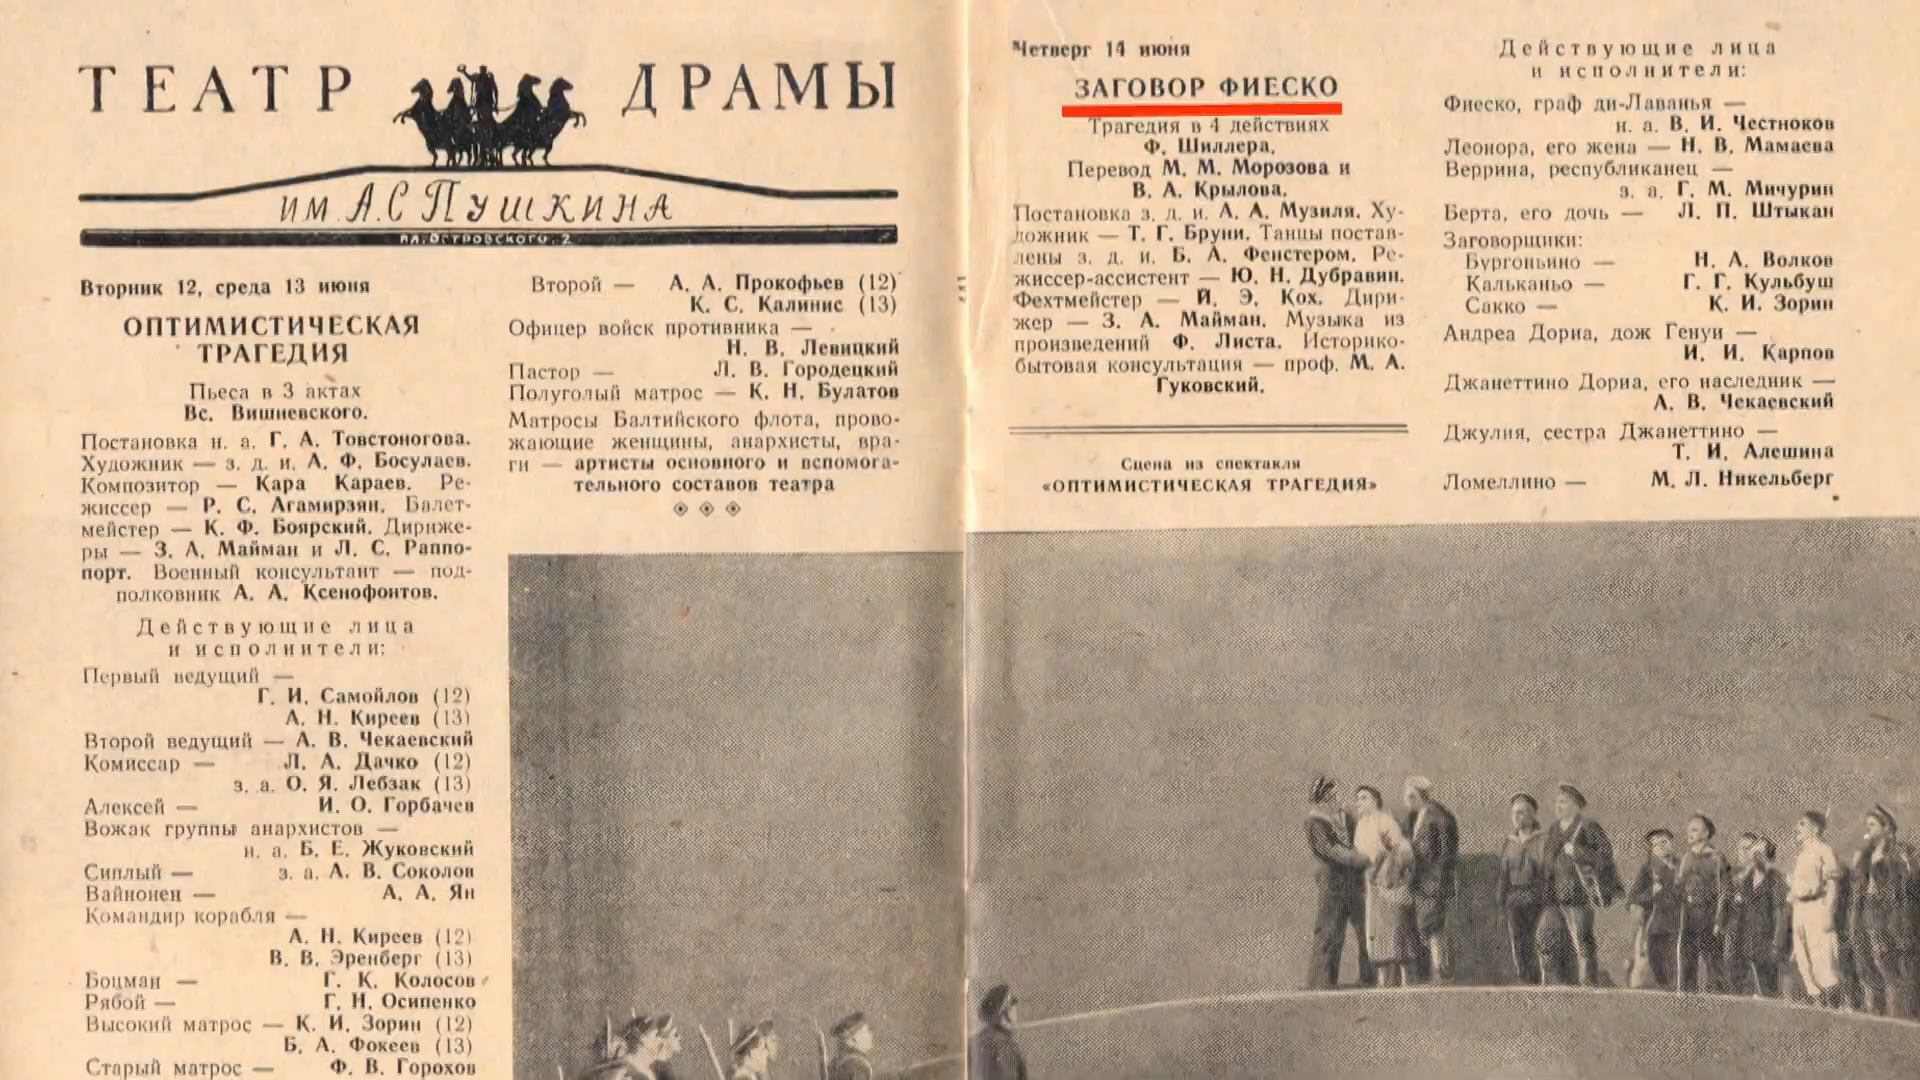 ТЕАТР ДРАМЫ
ИМ. А.С ПУШКИНА
ПЛ. ОСТРОВСКОГО, 2
Вторник 12, среда 13 июня
ОПТИМИСТИЧЕСКАЯ
ТРАГЕДИЯ
Пьеса в 3 актах
Вс. Вишневского.
Постановка н. а. Г. А. Товстоногова.
Художник — з. д. и. А. Ф. Босулаев.
Композитор — Кара Караев. Ре-
жиссер — Р. С. Агамирзян. Балет-
мейстер — К. Ф. Боярский. Дириже-
ры — З. А. Майман и Л. С. Раппо-
порт. Военный консультант — под-
полковник А. А. Ксенофонтов.
Действующие лица
и исполнители:
Первый ведущий —
Г. И. Самойлов (12)
А. Н. Киреев (13)
Второй ведущий — А. В. Чекаевский
Комиссар — Л. А. Дачко (12)
з. а. О. Я. Лебзак (13)
Алексей — И. О. Горбачев
Вожак группы анархистов —
н. а. Б. Е. Жуковский
Сиплый — з. а. А. В. Соколов
Вайнонен — А. А. Ян
Командир корабля —
А. Н. Киреев (12)
В. В. Эренберг (13)
Боцман — Г. К. Колосов
Рябой — Г. Н. Осипенко
Высокий матрос — К. И. Зорин (12)
Б. А. Фокеев (13)
Старый матрос — Ф. В. Горохов
Второй — А. А. Прокофьев (12)
К. С. Калинис (13)
Офицер войск противника —
Н. В. Левицкий
Пастор — Л. В. Городецкий
Полуголый матрос — К. Н. Булатов
Матросы Балтийского флота, прово-
жающие женщины, анархисты, вра-
ги — артисты основного и вспомога-
тельного составов театра
Четверг 14 июня
ЗАГОВОР ФИЕСКО
Трагедия в 4 действиях
Ф. Шиллера.
Перевод М. М. Морозова и
В. А. Крылова.
Постановка з. д. и. А. А. Музиля. Ху-
дожник — Т. Г. Бруни. Танцы постав-
лены з. д. и. Б. А. Фенстером. Ре-
жиссер-ассистент — Ю. Н. Дубравин.
Фехтмейстер — И. Э. Кох. Дири-
жер — З. А. Майман. Музыка из
произведений Ф. Листа. Историко-
бытовая консультация — проф. М. А.
Гуковский.
Сцена из спектакля
«ОПТИМИСТИЧЕСКАЯ ТРАГЕДИЯ»
Действующие лица
и исполнители:
Фиеско, граф ди-Лаванья —
н. а. В. И. Честноков
Леонора, его жена — Н. В. Мамаева
Веррина, республиканец —
з. а. Г. М. Мичурин
Берта, его дочь — Л. П. Штыкан
Заговорщики:
Бургоньино — Н. А. Волков
Кальканьо — Г. Г. Кульбуш
Сакко — К. И. Зорин
Андреа Дориа, дож Генуи —
И. И. Карпов
Джанеттино Дориа, его наследник —
А. В. Чекаевский
Джулия, сестра Джанеттино —
Т. И. Алешина
Ломеллино — М. Л. Никельберг